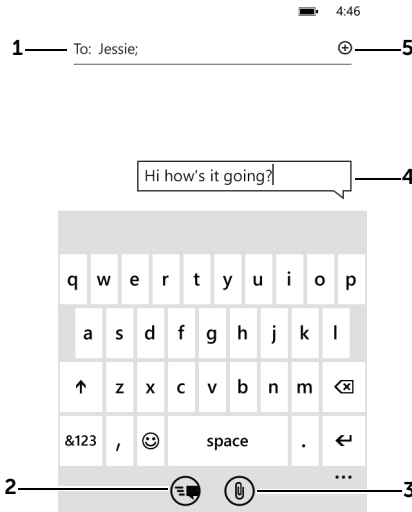 4:46
1 To: Jessie; 5
Hi how's it going? 4
q w e r t y u i o p
a s d f g h j k l
z x c v b n m
&123 , space .
2 3